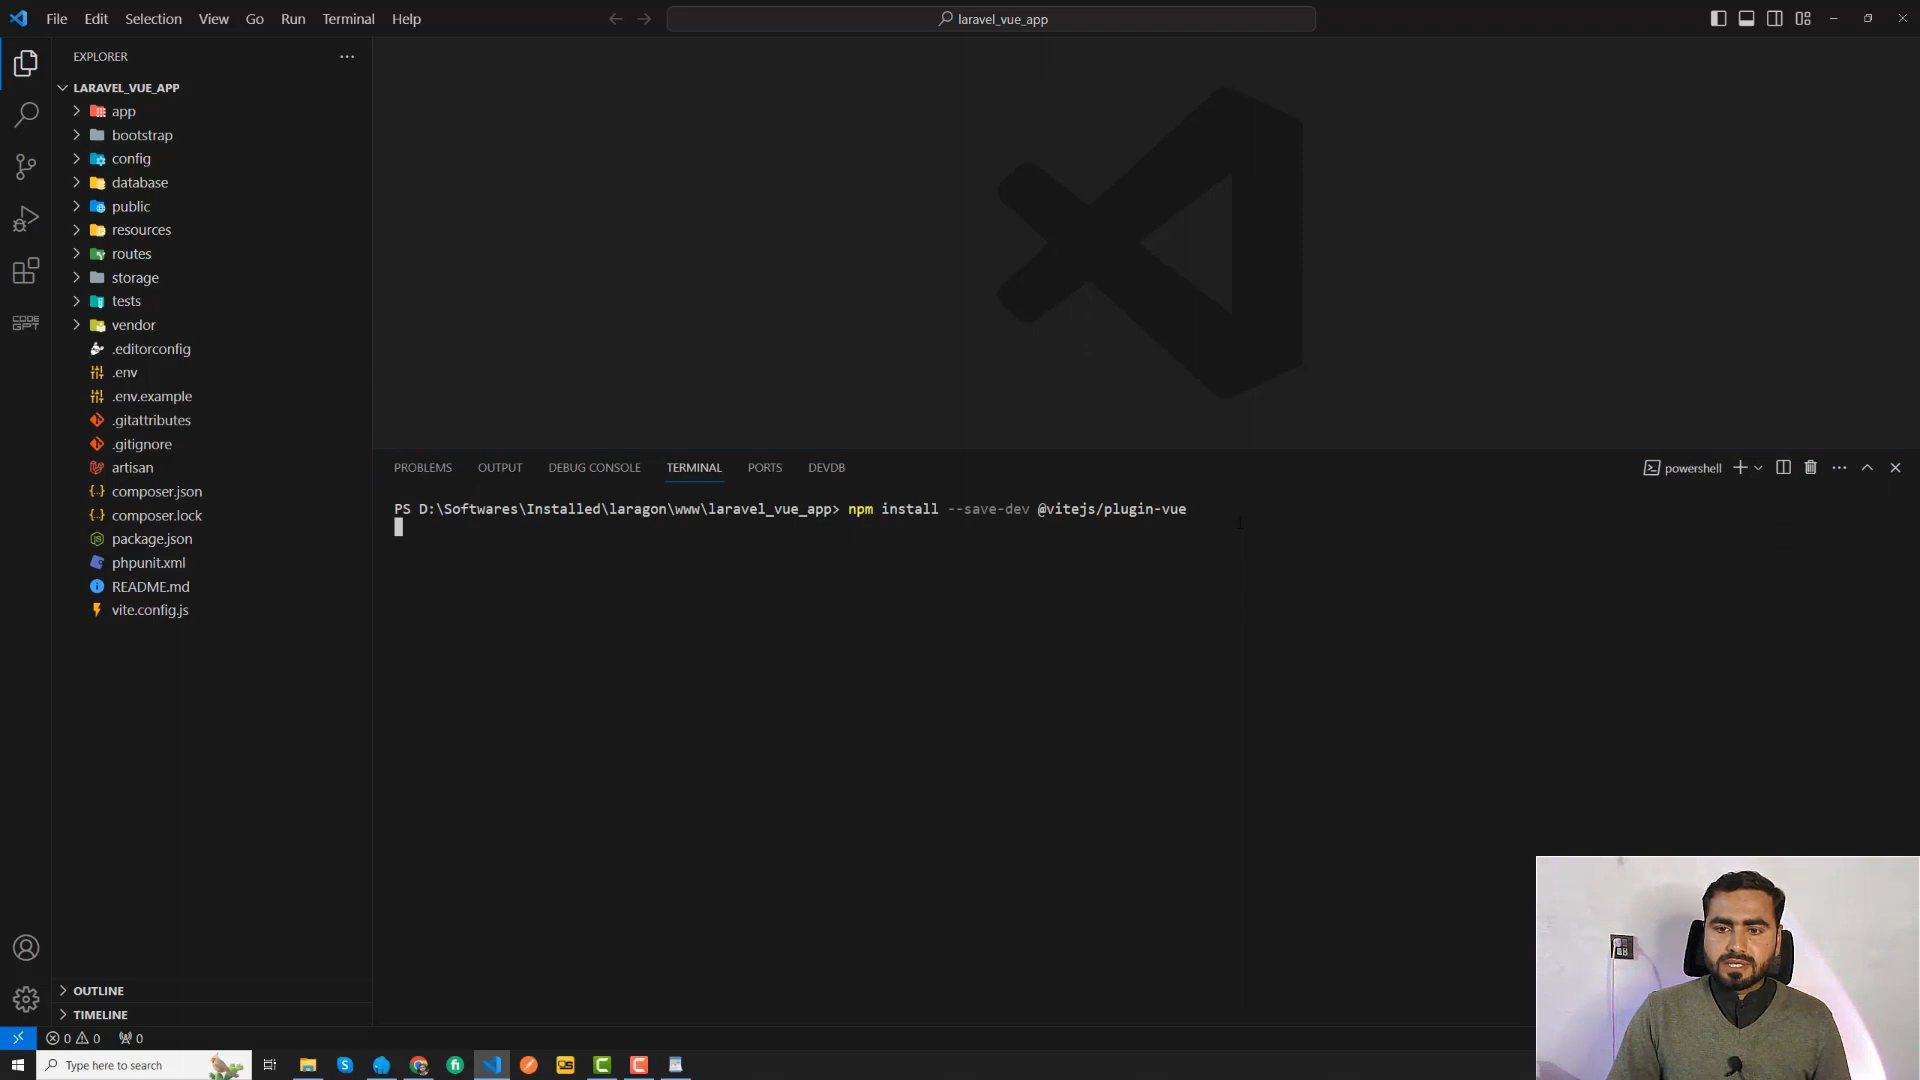 File Edit Selection View Go Run Terminal Help
laravel_vue_app
EXPLORER
LARAVEL_VUE_APP
app
bootstrap
config
database
public
resources
routes
storage
tests
vendor
.editorconfig
.env
.env.example
.gitattributes
.gitignore
artisan
composer.json
composer.lock
package.json
phpunit.xml
README.md
vite.config.js
CODE
GPT
OUTLINE
TIMELINE
PROBLEMS OUTPUT DEBUG CONSOLE TERMINAL PORTS DEVDB
powershell
PS D:\Softwares\Installed\laragon\www\laravel_vue_app> npm install --save-dev @vitejs/plugin-vue
0 0 0
Type here to search